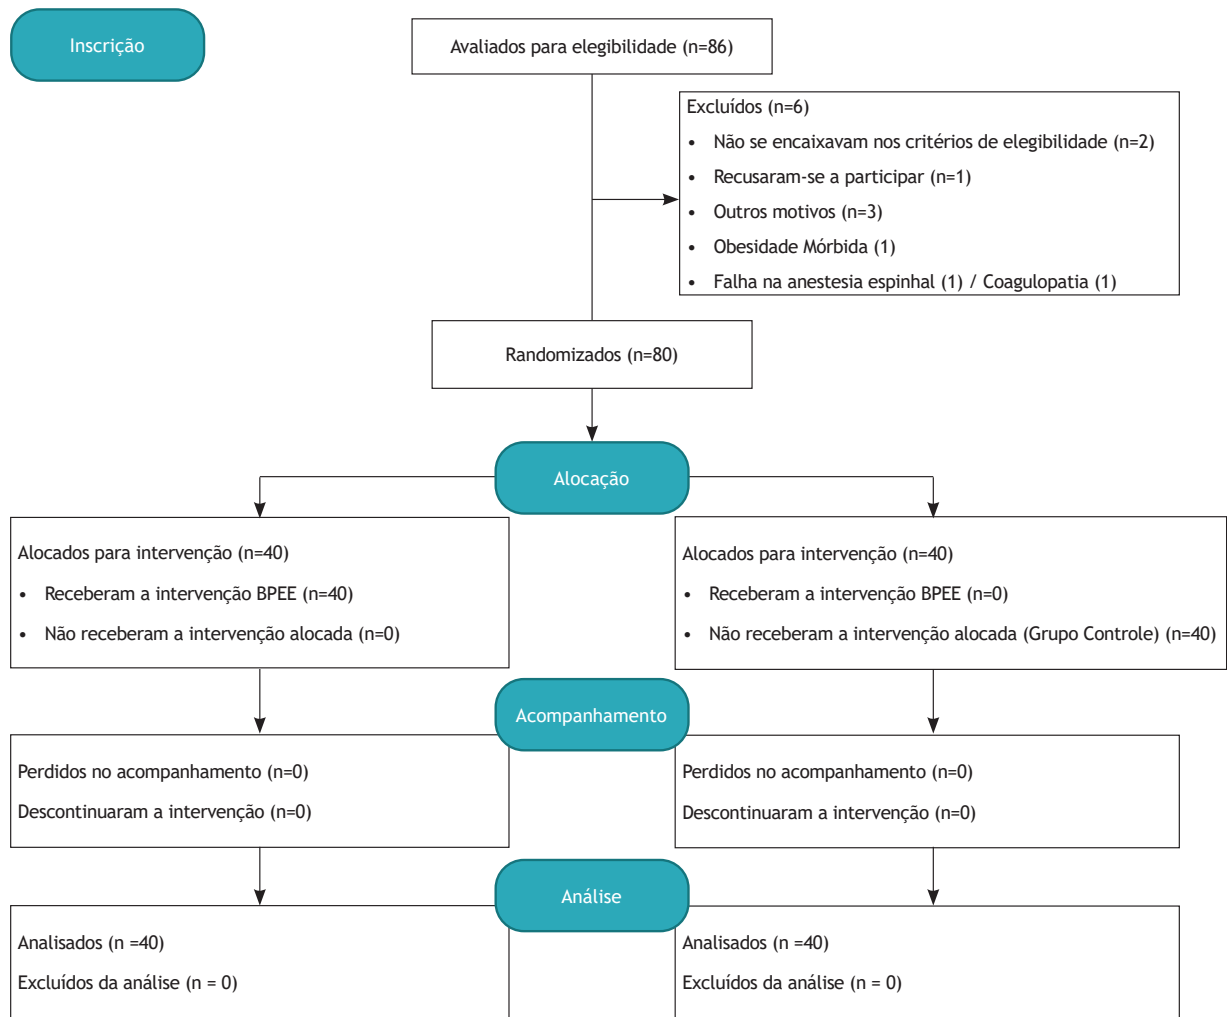 Inscrição
Avaliados para elegibilidade (n=86)
Excluídos (n=6)
• Não se encaixavam nos critérios de elegibilidade (n=2)
• Recusaram-se a participar (n=1)
• Outros motivos (n=3)
• Obesidade Mórbida (1)
• Falha na anestesia espinhal (1) / Coagulopatia (1)
Randomizados (n=80)
Alocação
Alocados para intervenção (n=40)
• Receberam a intervenção BPEE (n=40)
• Não receberam a intervenção alocada (n=0)
Alocados para intervenção (n=40)
• Receberam a intervenção BPEE (n=0)
• Não receberam a intervenção alocada (Grupo Controle) (n=40)
Acompanhamento
Perdidos no acompanhamento (n=0)
Descontinuaram a intervenção (n=0)
Perdidos no acompanhamento (n=0)
Descontinuaram a intervenção (n=0)
Análise
Analisados (n =40)
Excluídos da análise (n = 0)
Analisados (n =40)
Excluídos da análise (n = 0)